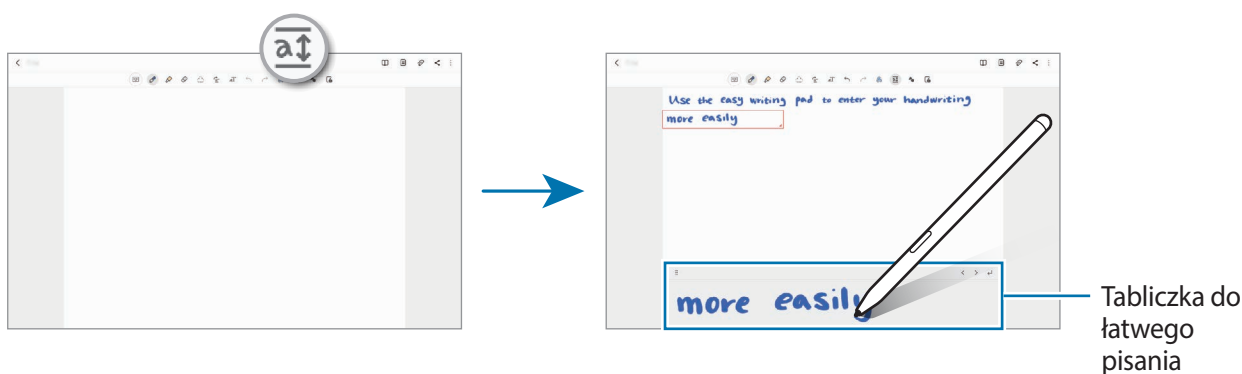 Use the easy writing pad to enter your handwriting
more easily
more easily
Tabliczka do
łatwego
pisania